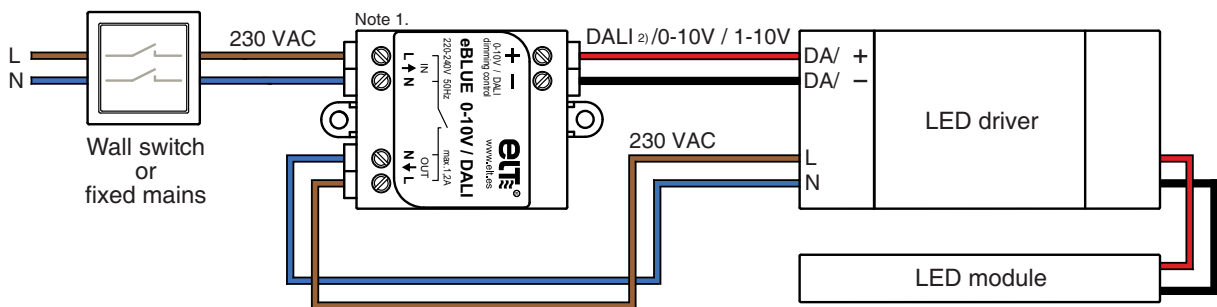 Note 1.
L
N
230 VAC
Wall switch
or
fixed mains
L N
IN
220-240V 50Hz
0-10V / DALI
dimming control
+ −
eBLUE 0-10V / DALI
N L
OUT
max.1,2A
eLT®
www.elt.es
DALI 2)/0-10V / 1-10V
DA/ +
DA/ −
230 VAC
L
N
LED driver
LED module